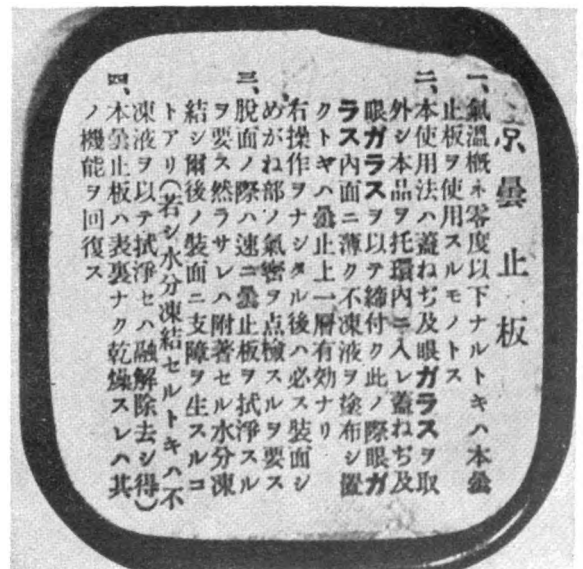 曇止板
一、氣溫概ネ零度以下ナルトキハ本曇
止板ヲ使用スルモノトス
二、本使用法ハ蓋ねぢ及眼ガラスヲ取
外シ本品ヲ托環内ニ入レ蓋ねぢ及
眼ガラスヲ以テ締付ク此ノ際眼ガ
ラス内面ニ薄ク不凍液ヲ塗布シ置
クトキハ曇止上一層有効ナリ
右操作ヲナシタル後ハ必ス裝面シ
めがね部ノ氣密ヲ点檢スルヲ要ス
三、脱面ノ際ハ速ニ曇止板ヲ拭淨スル
ヲ要ス然ラサレハ附著セル水分凍
結シ爾後ノ裝面ニ支障ヲ生スルコ
トアリ(若シ水分凍結セルトキハ不
凍液ヲ以テ拭淨セハ融解除去シ得)
四、本曇止板ハ表裏ナク乾燥スレハ其
ノ機能ヲ回復ス